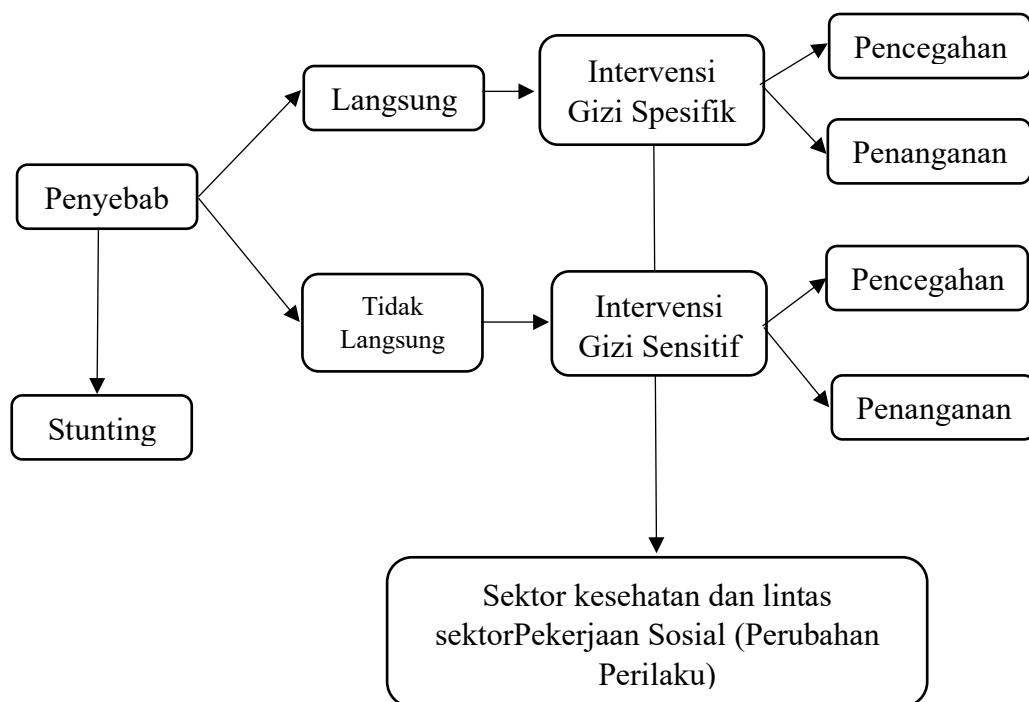 Pencegahan
Intervensi
Gizi Spesifik
Langsung
Penanganan
Penyebab
Pencegahan
Intervensi
Gizi Sensitif
Tidak
Langsung
Penanganan
Stunting
Sektor kesehatan dan lintas
sektorPekerjaan Sosial (Perubahan
Perilaku)